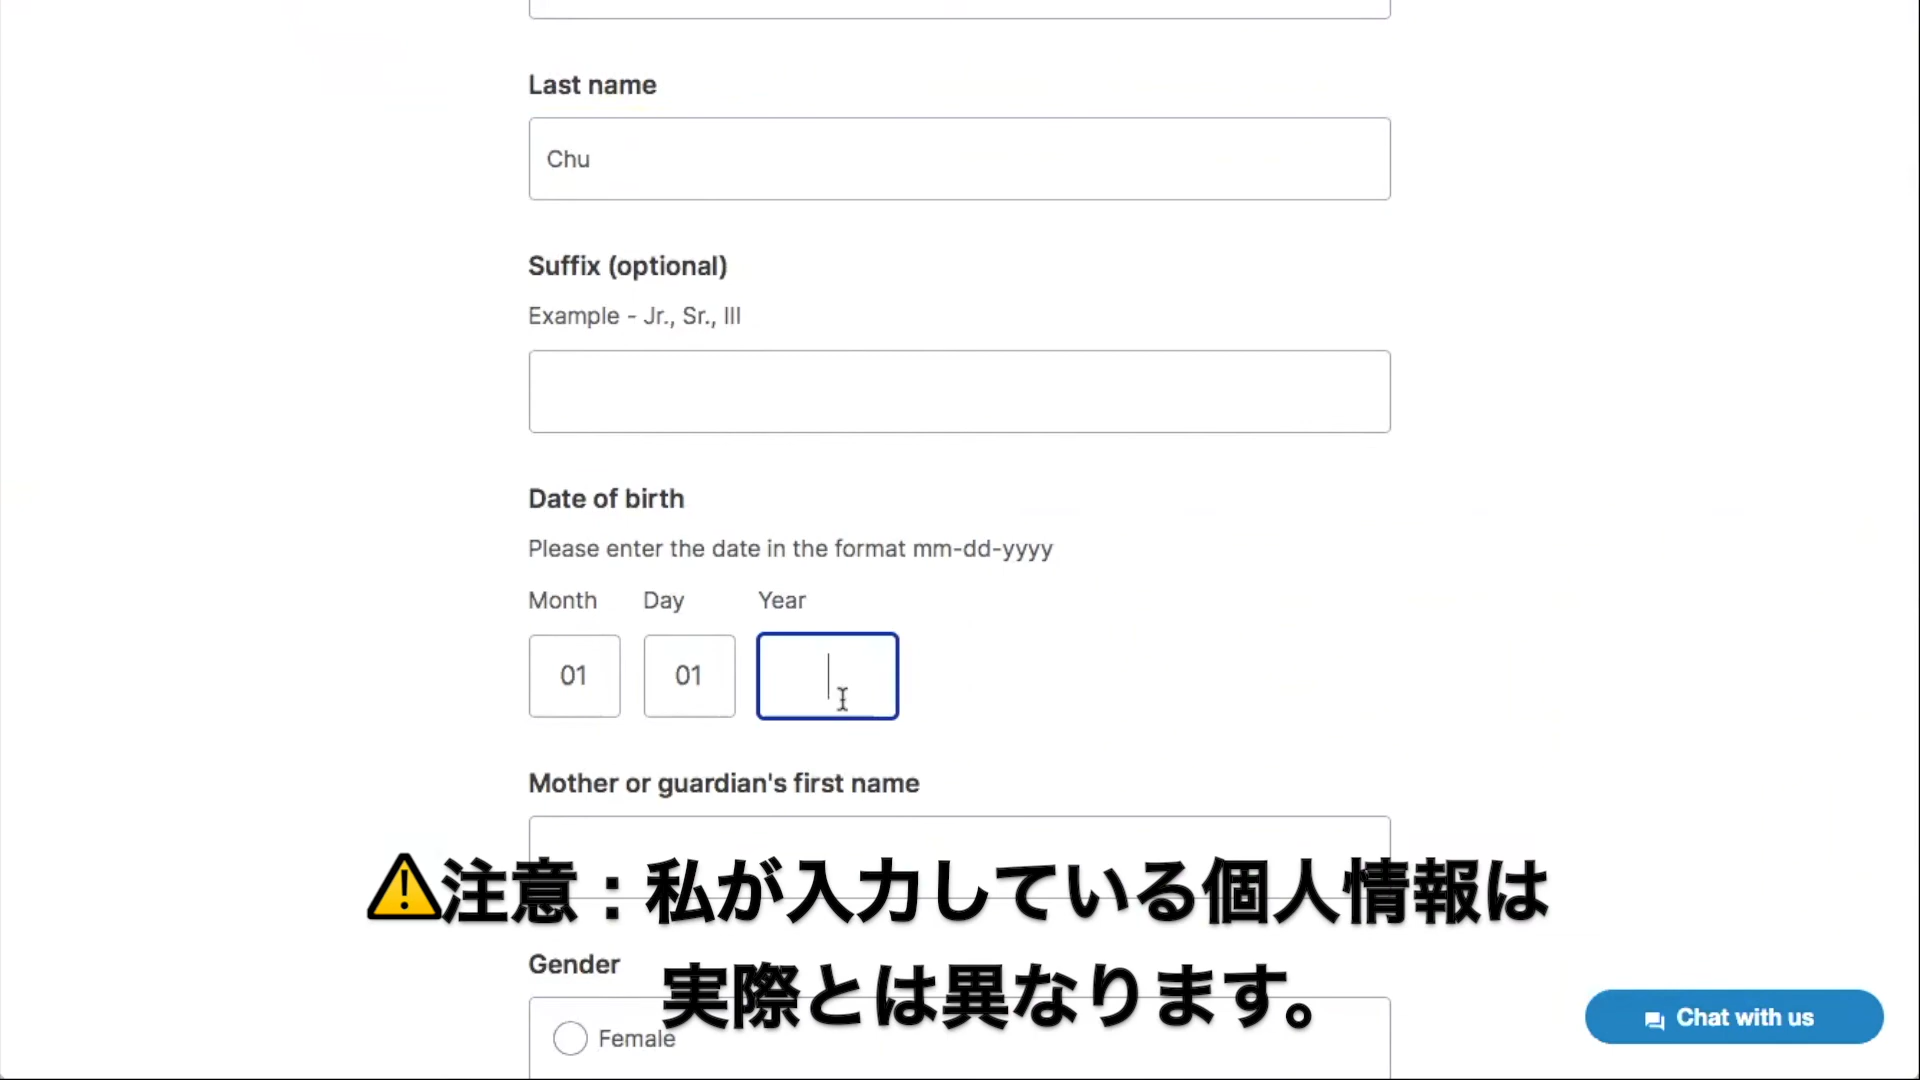 Last name
Chu
Suffix (optional)
Example - Jr., Sr., III
Date of birth
Please enter the date in the format mm-dd-yyyy
Month Day Year
01 01
Mother or guardian's first name
⚠注意：私が入力している個人情報は
実際とは異なります。
Gender
Female
Chat with us